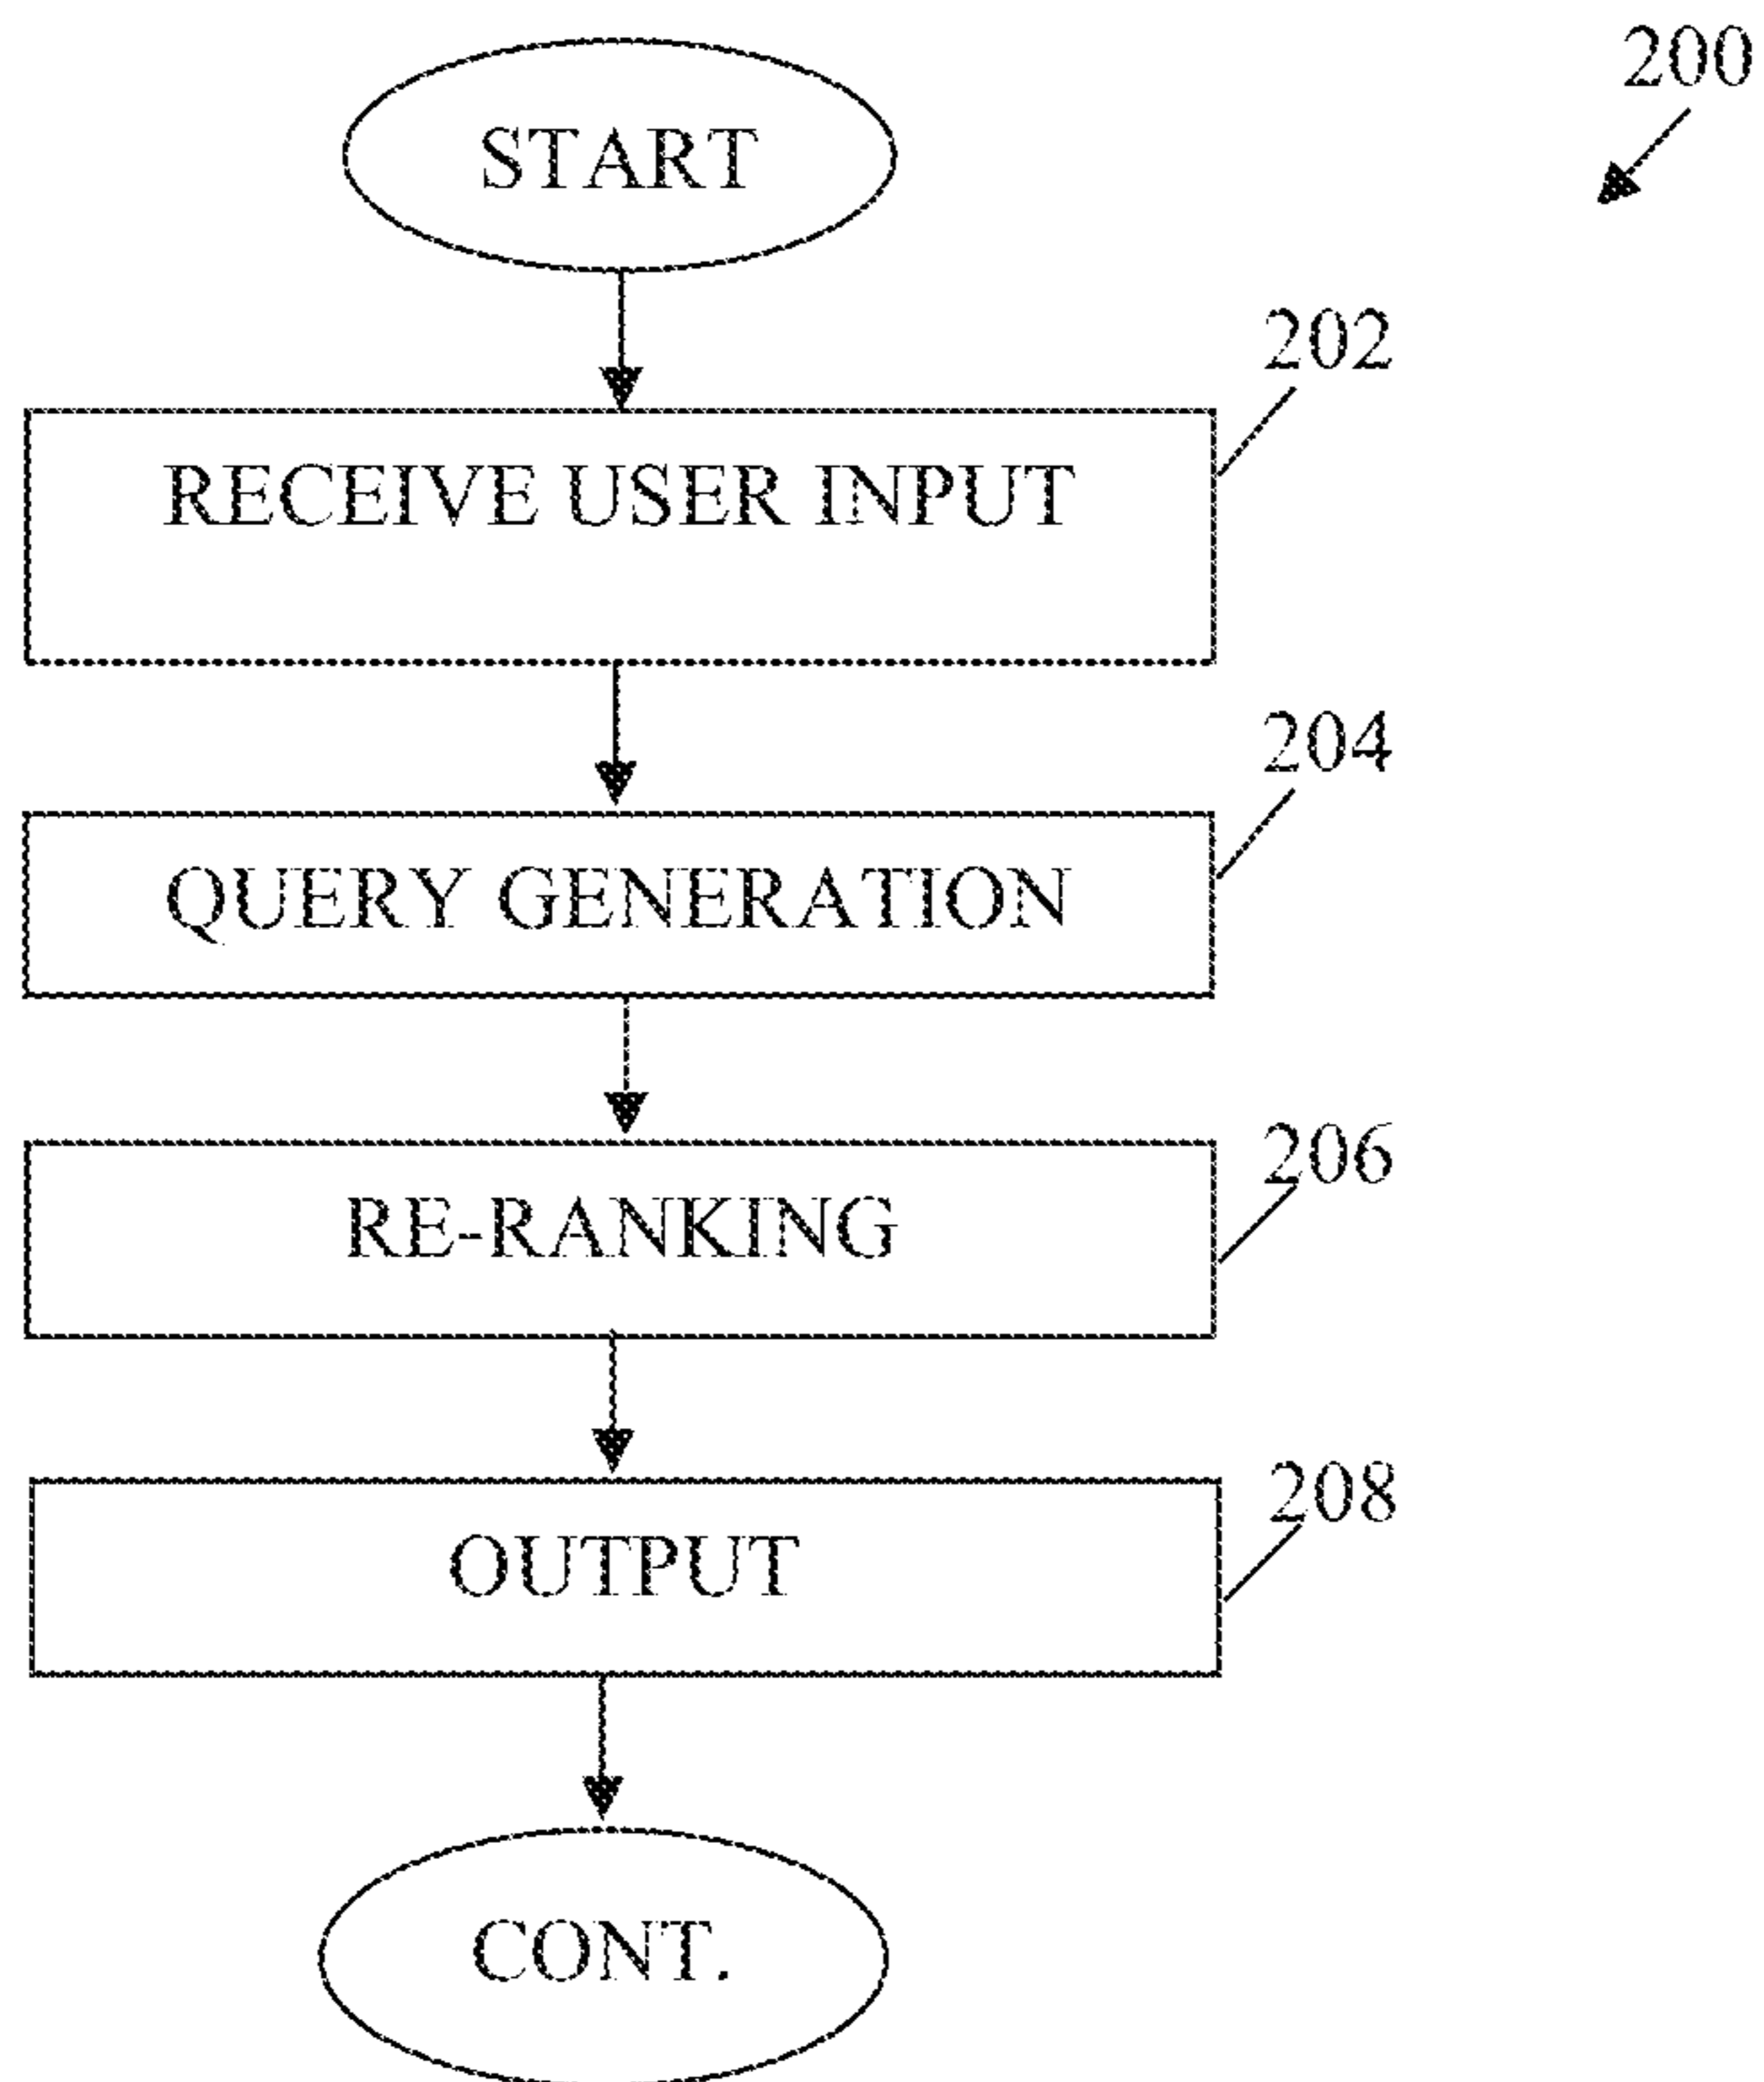 200
START
202
RECEIVE USER INPUT
204
QUERY GENERATION
206
RE-RANKING
208
OUTPUT
CONT.